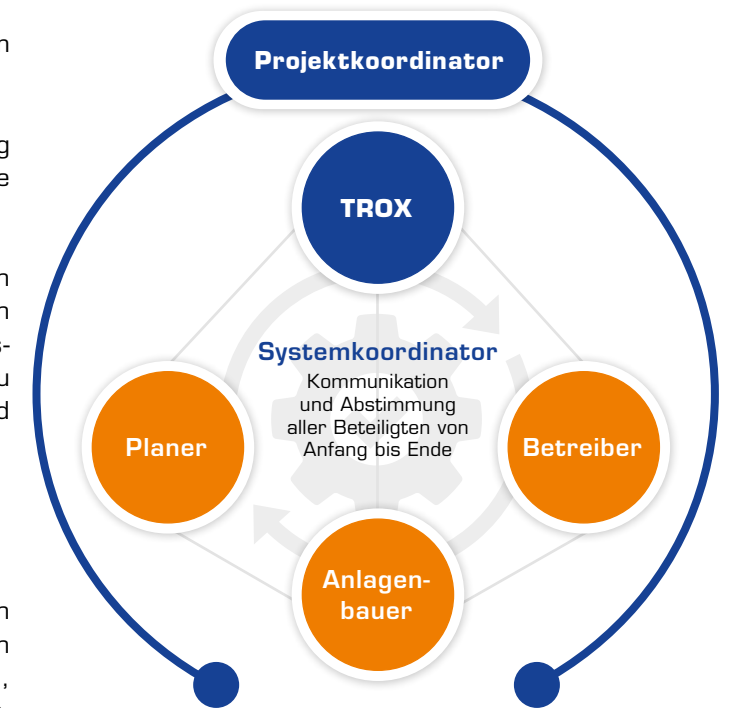 Projektkoordinator
TROX
Systemkoordinator
Kommunikation
und Abstimmung
aller Beteiligten von
Anfang bis Ende
Planer
Betreiber
Anlagen-
bauer